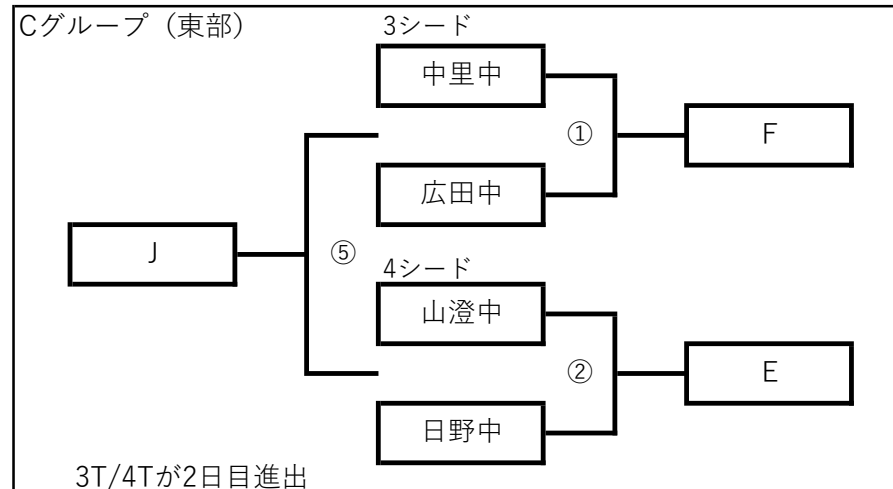 Cグループ（東部）
3シード
中里中
①
F
広田中
J
⑤
4シード
山澄中
②
E
日野中
3T/4Tが2日目進出